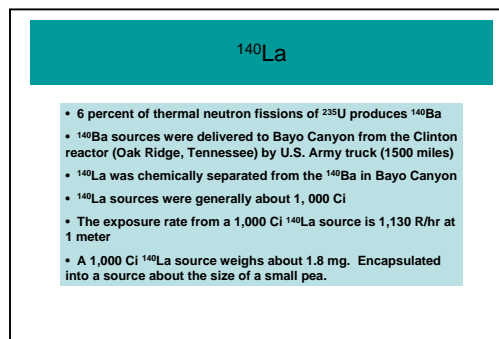 ¹⁴⁰La
• 6 percent of thermal neutron fissions of ²³⁵U produces ¹⁴⁰Ba
• ¹⁴⁰Ba sources were delivered to Bayo Canyon from the Clinton
reactor (Oak Ridge, Tennessee) by U.S. Army truck (1500 miles)
• ¹⁴⁰La was chemically separated from the ¹⁴⁰Ba in Bayo Canyon
• ¹⁴⁰La sources were generally about 1, 000 Ci
• The exposure rate from a 1,000 Ci ¹⁴⁰La source is 1,130 R/hr at
1 meter
• A 1,000 Ci ¹⁴⁰La source weighs about 1.8 mg.  Encapsulated
into a source about the size of a small pea.